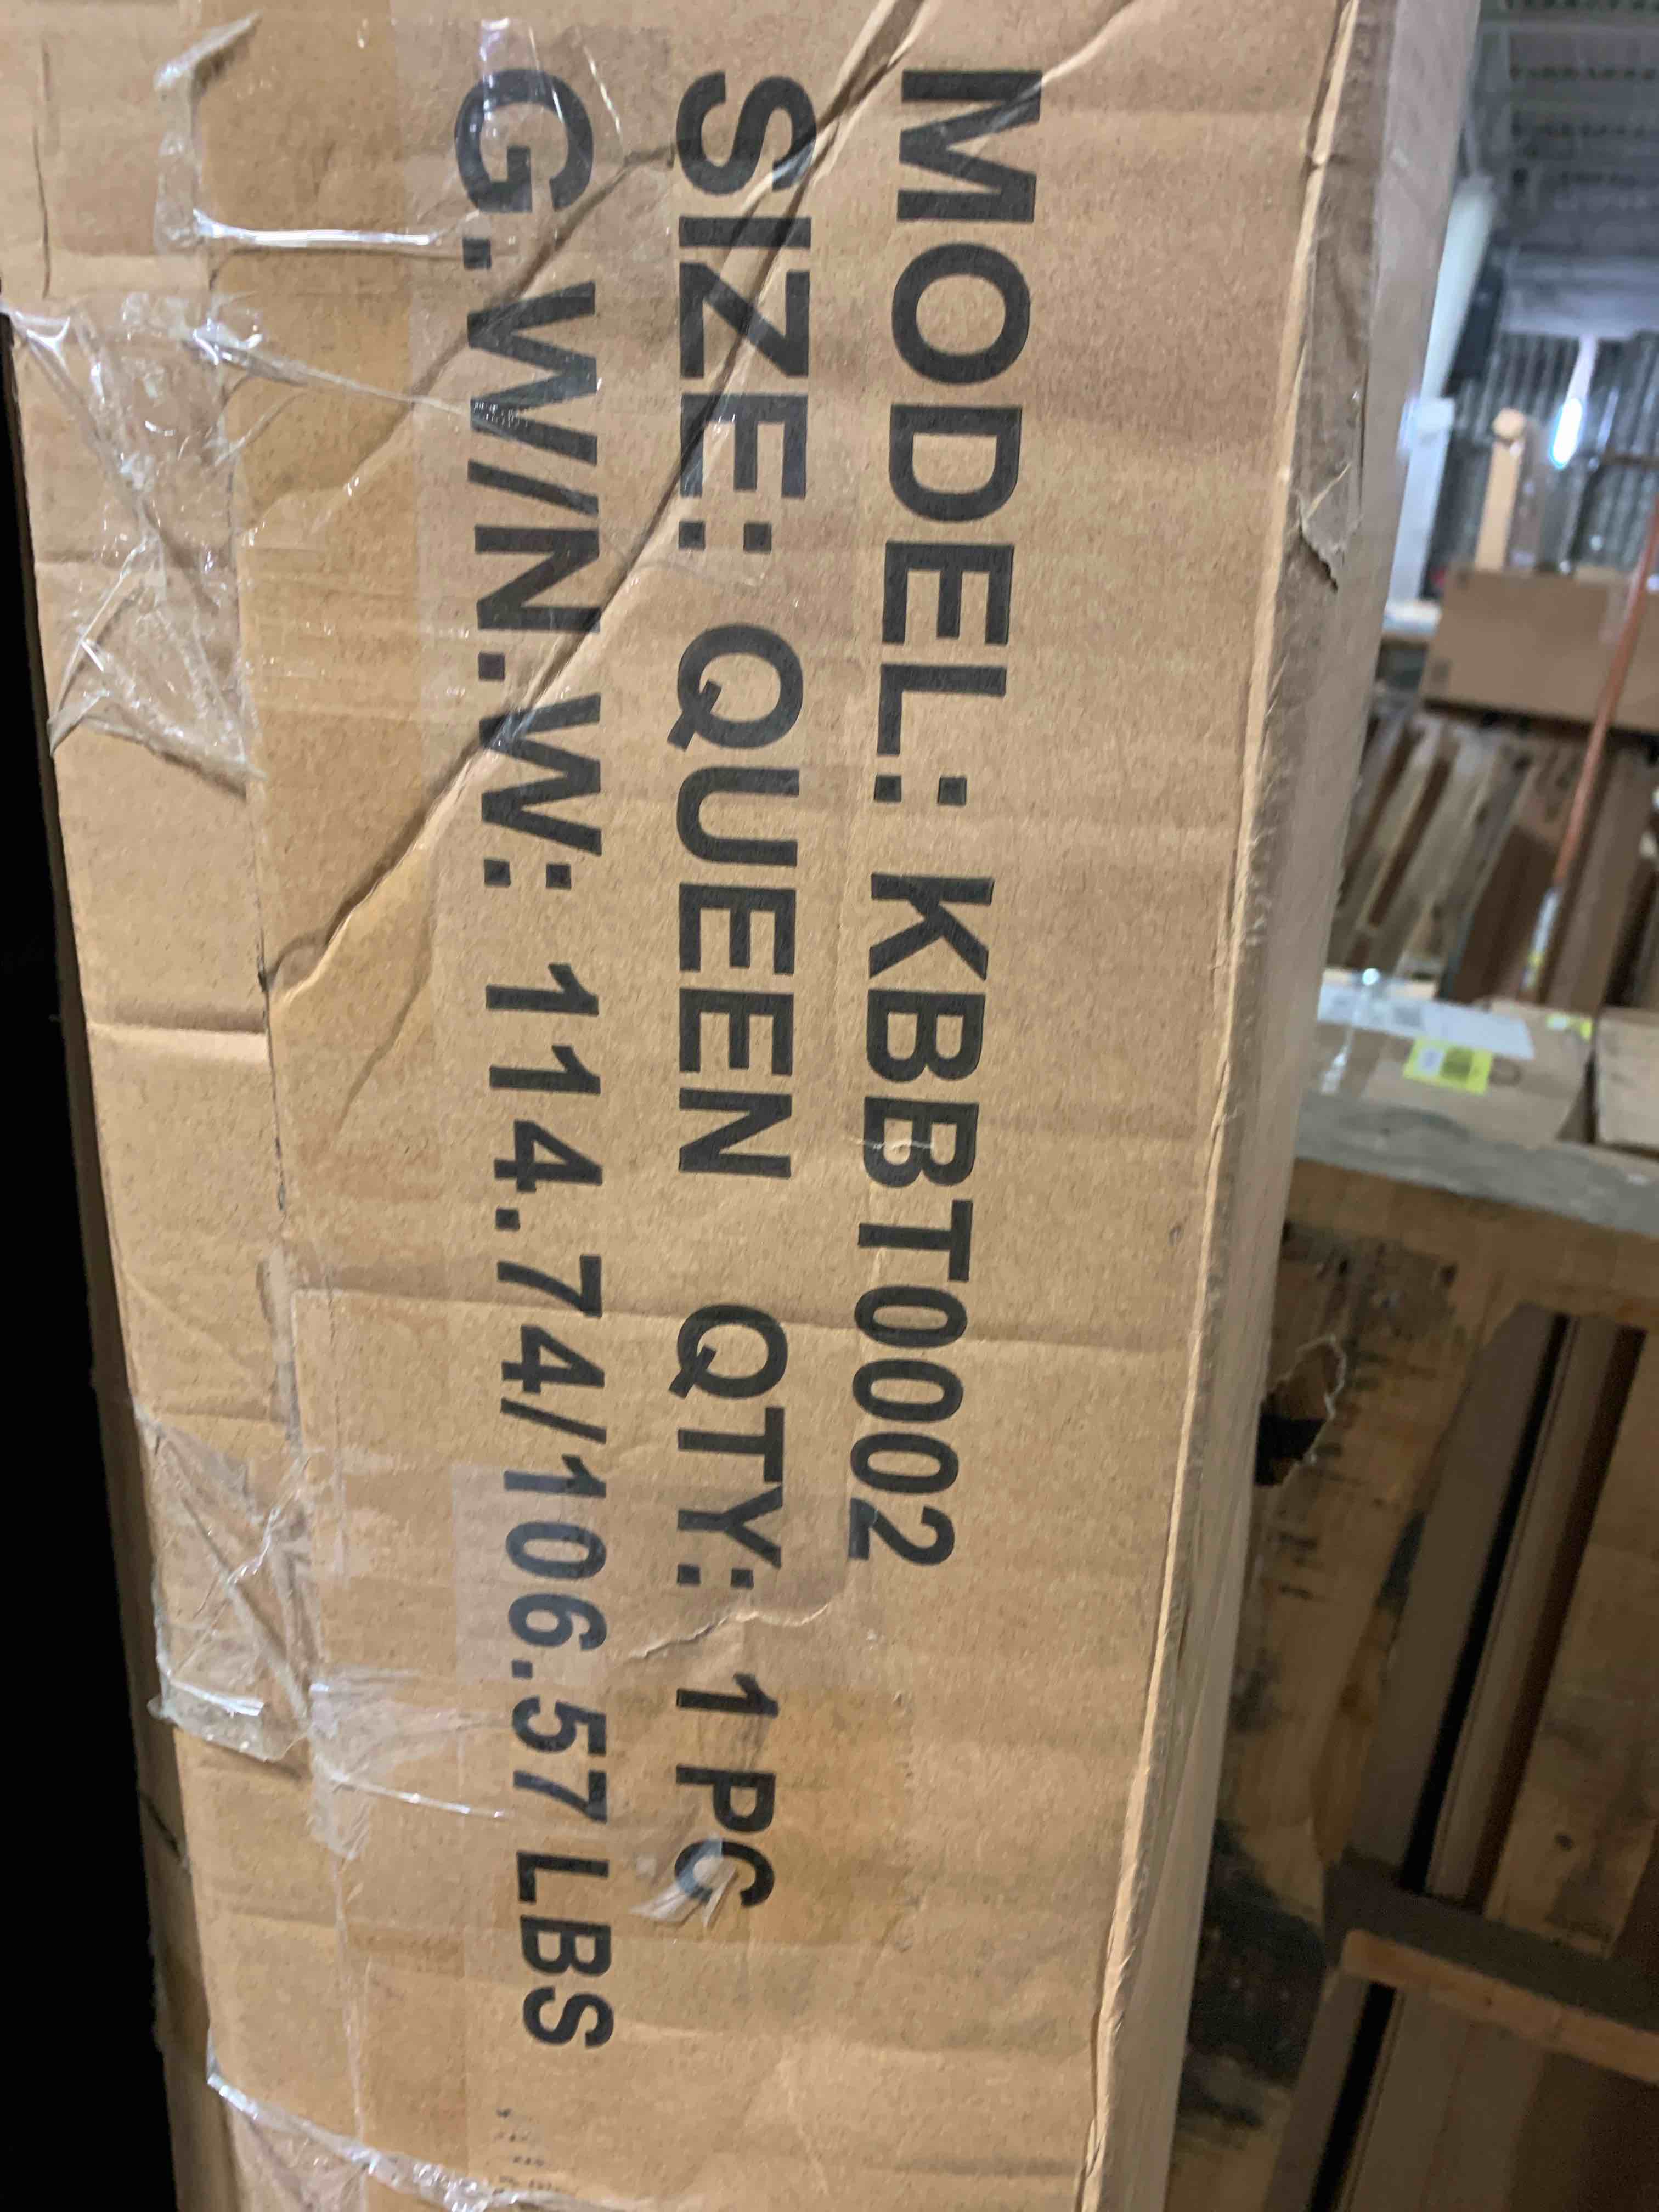 MODEL: KBBT0002
SIZE: QUEEN QTY: 1 PC
G.W/N.W: 114.74/106.57 LBS